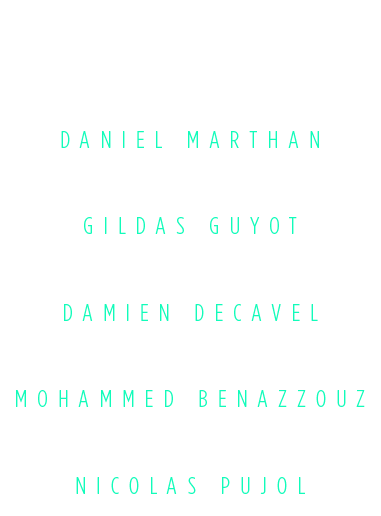 DANIEL MARTHAN
GILDAS GUYOT
DAMIEN DECAVEL
MOHAMMED BENAZZOUZ
NICOLAS PUJOL